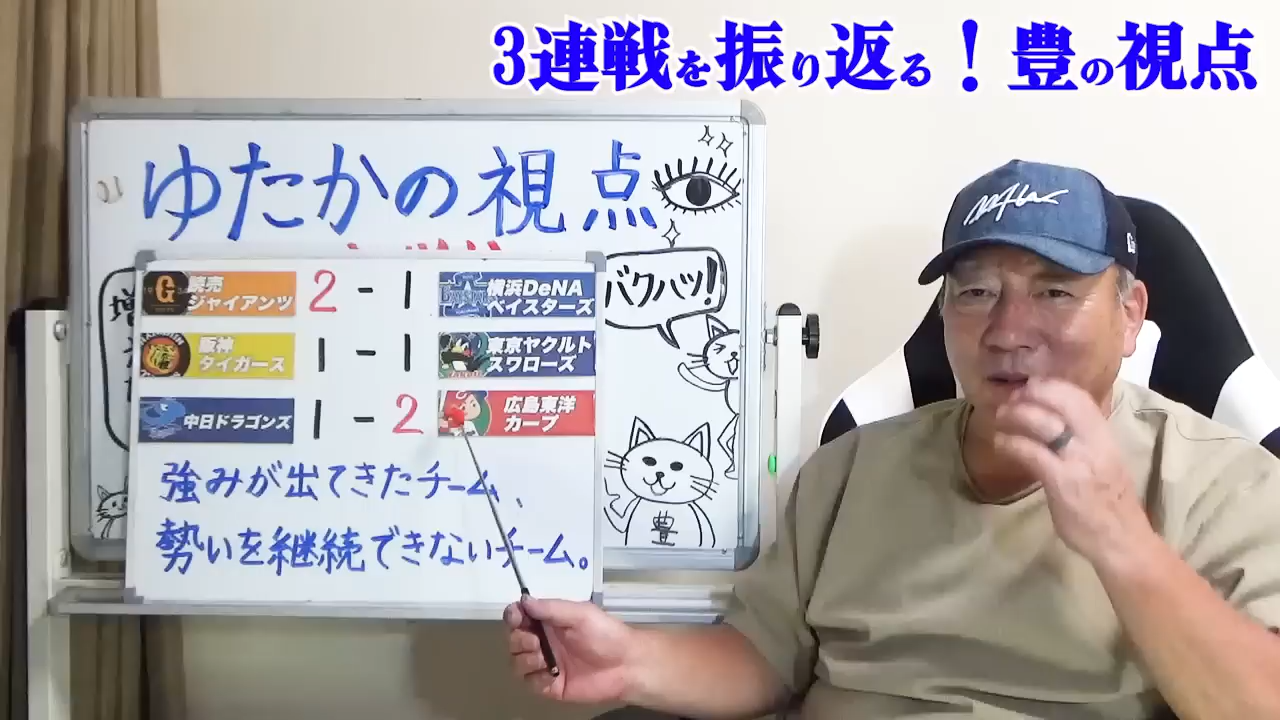 3連戦を振り返る！豊の視点
ゆたかの視点
バクハツ!
読売
ジャイアンツ
2 - 1
横浜DeNA
ベイスターズ
阪神
タイガース
1 - 1
東京ヤクルト
スワローズ
中日ドラゴンズ
1 - 2
広島東洋
カープ
強みが出てきたチーム、
勢いを継続できないチーム。
豊